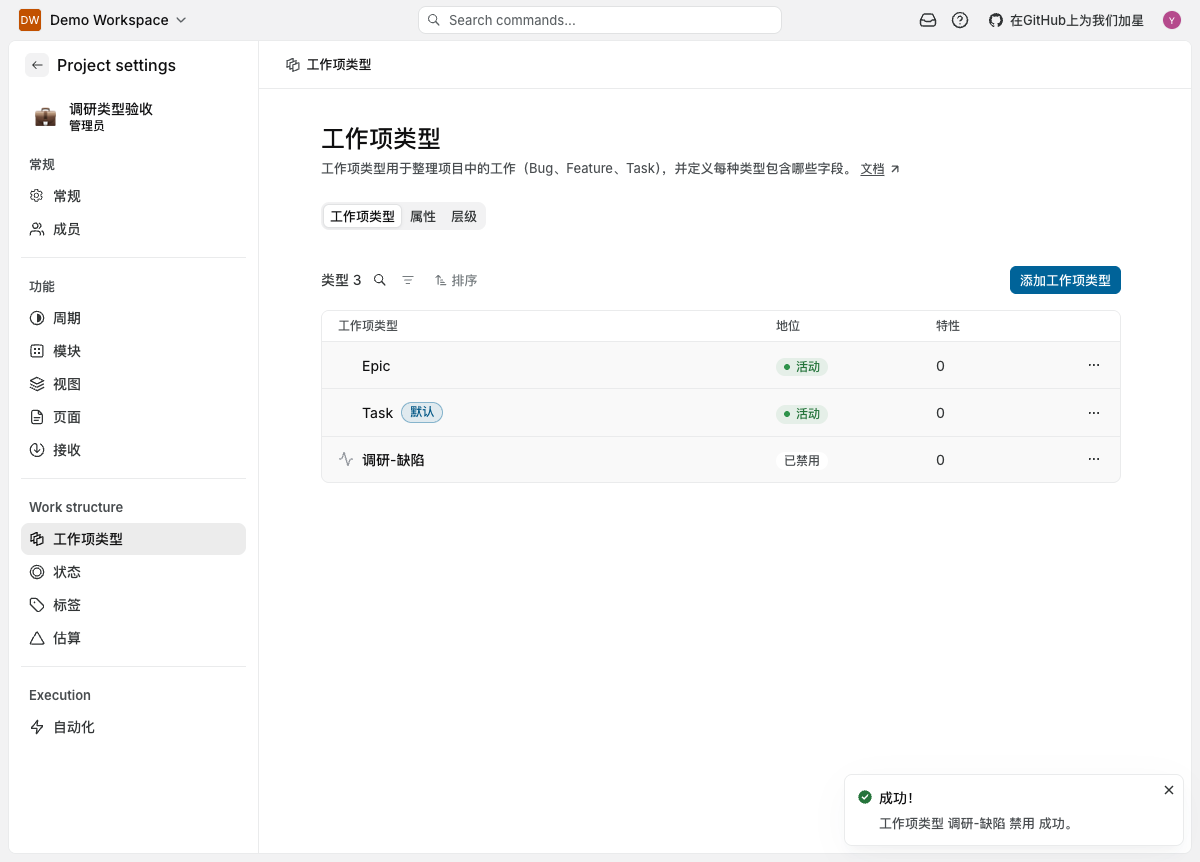 DW Demo Workspace
Search commands...
在GitHub上为我们加星
Y
Project settings
调研类型验收
管理员
常规
常规
成员
功能
周期
模块
视图
页面
接收
Work structure
工作项类型
状态
标签
估算
Execution
自动化
工作项类型
工作项类型
工作项类型用于整理项目中的工作（Bug、Feature、Task），并定义每种类型包含哪些字段。 文档
工作项类型 属性 层级
类型 3 排序 添加工作项类型
工作项类型 地位 特性
Epic 活动 0
Task 默认 活动 0
调研-缺陷 已禁用 0
成功！
工作项类型 调研-缺陷 禁用 成功。